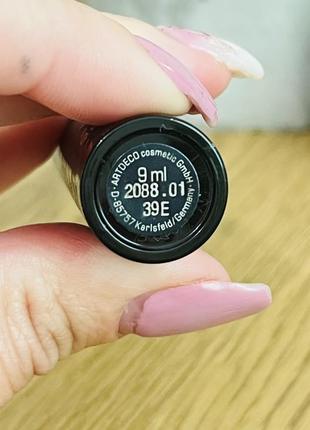 ARTDECO cosmetic GmbH·
D-85757 Karlsfeld/Germany·
9 ml
2088.01
39E